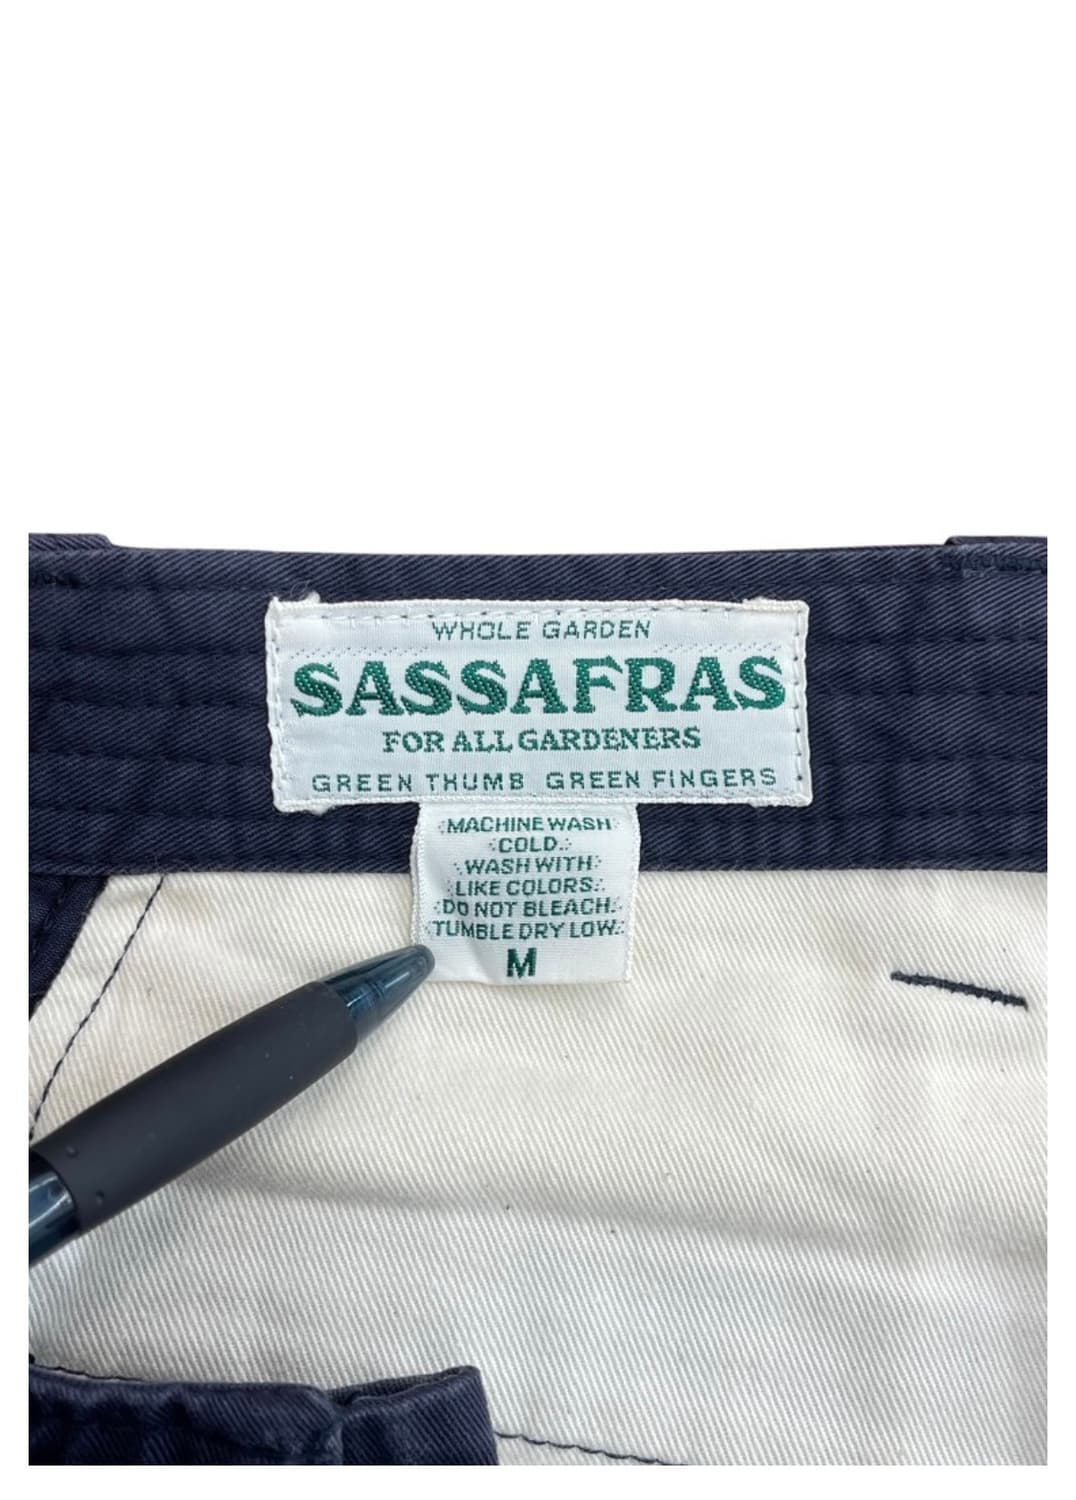 WHOLE GARDEN
SASSAFRAS
FOR ALL GARDENERS
GREEN THUMB GREEN FINGERS
MACHINE WASH
COLD.
WASH WITH
LIKE COLORS.
DO NOT BLEACH.
TUMBLE DRY LOW.
M